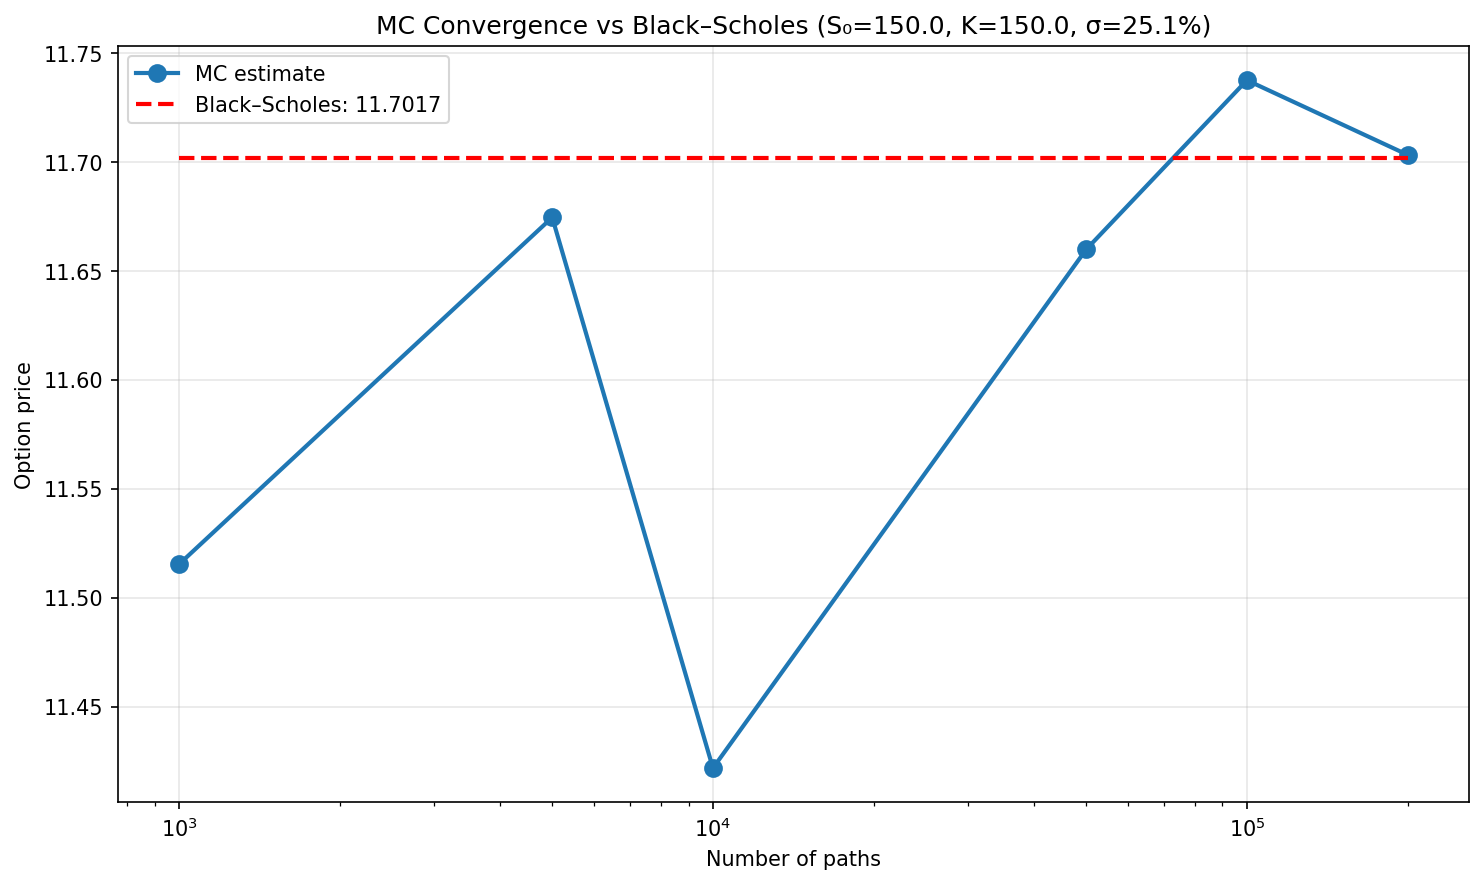 MC Convergence vs Black–Scholes (S₀=150.0, K=150.0, σ=25.1%)
MC estimate
Black–Scholes: 11.7017
11.75
11.70
11.65
11.60
11.55
11.50
11.45
Option price
10³
10⁴
10⁵
Number of paths